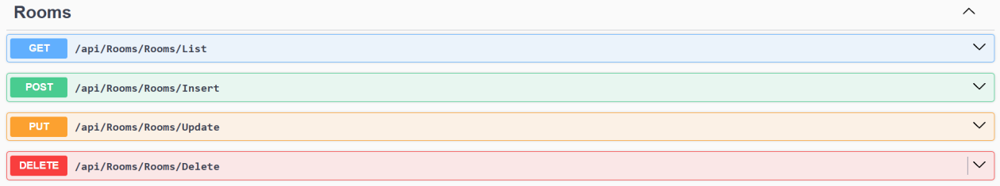 Rooms
GET /api/Rooms/Rooms/List
POST /api/Rooms/Rooms/Insert
PUT /api/Rooms/Rooms/Update
DELETE /api/Rooms/Rooms/Delete